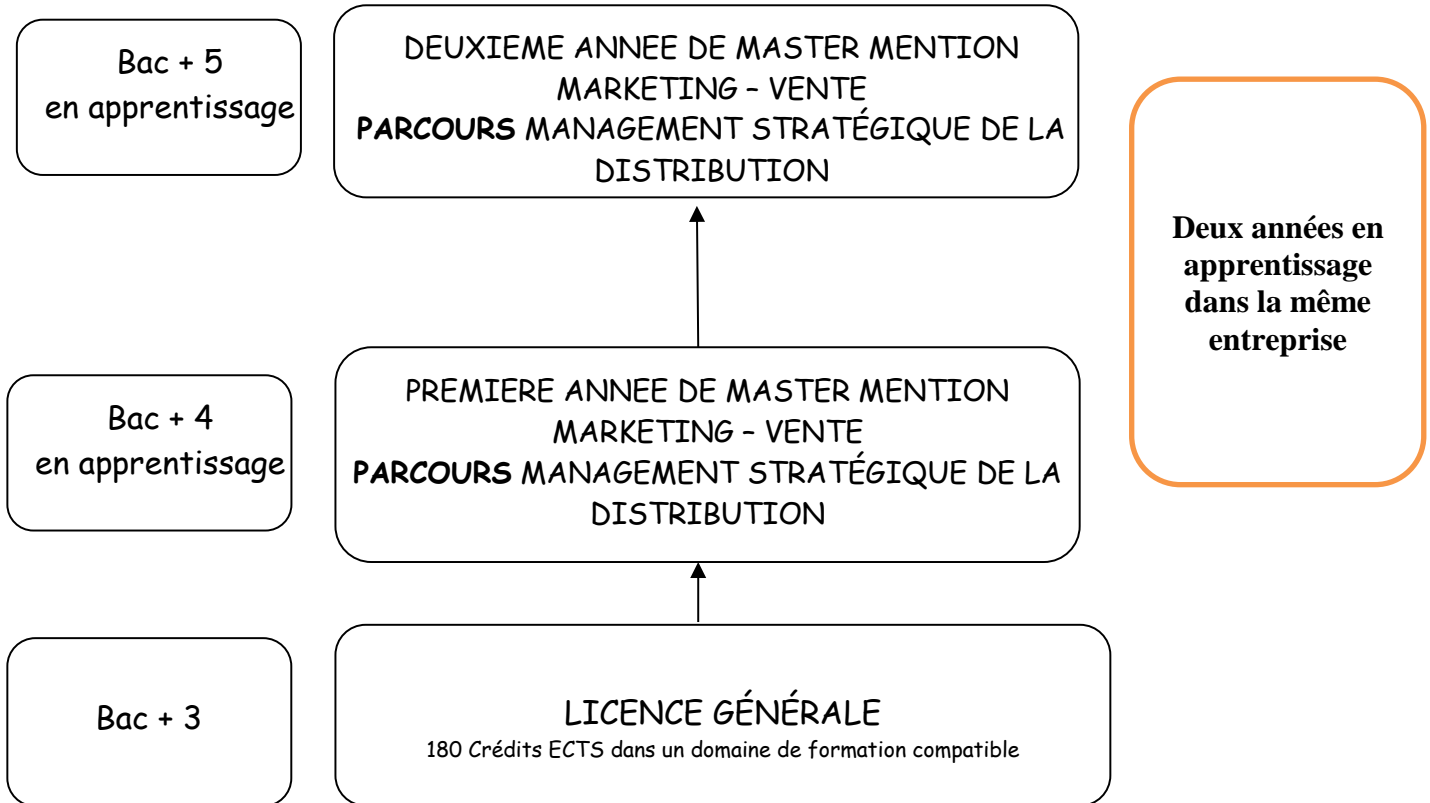 Bac + 5
en apprentissage
DEUXIEME ANNEE DE MASTER MENTION
MARKETING – VENTE
PARCOURS MANAGEMENT STRATÉGIQUE DE LA
DISTRIBUTION
Deux années en
apprentissage
dans la même
entreprise
Bac + 4
en apprentissage
PREMIERE ANNEE DE MASTER MENTION
MARKETING – VENTE
PARCOURS MANAGEMENT STRATÉGIQUE DE LA
DISTRIBUTION
Bac + 3
LICENCE GÉNÉRALE
180 Crédits ECTS dans un domaine de formation compatible